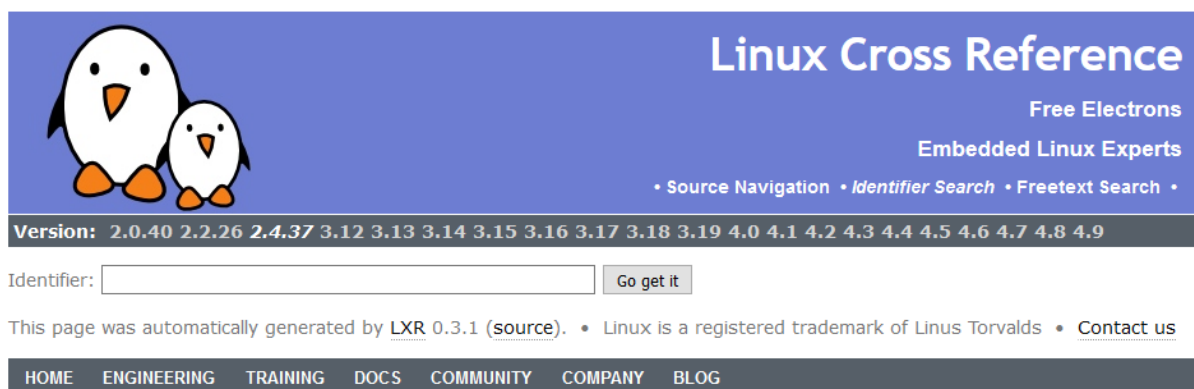 Linux Cross Reference
Free Electrons
Embedded Linux Experts
• Source Navigation • Identifier Search • Freetext Search •
Version: 2.0.40 2.2.26 2.4.37 3.12 3.13 3.14 3.15 3.16 3.17 3.18 3.19 4.0 4.1 4.2 4.3 4.4 4.5 4.6 4.7 4.8 4.9
Identifier: Go get it
This page was automatically generated by LXR 0.3.1 (source). • Linux is a registered trademark of Linus Torvalds • Contact us
HOME ENGINEERING TRAINING DOCS COMMUNITY COMPANY BLOG